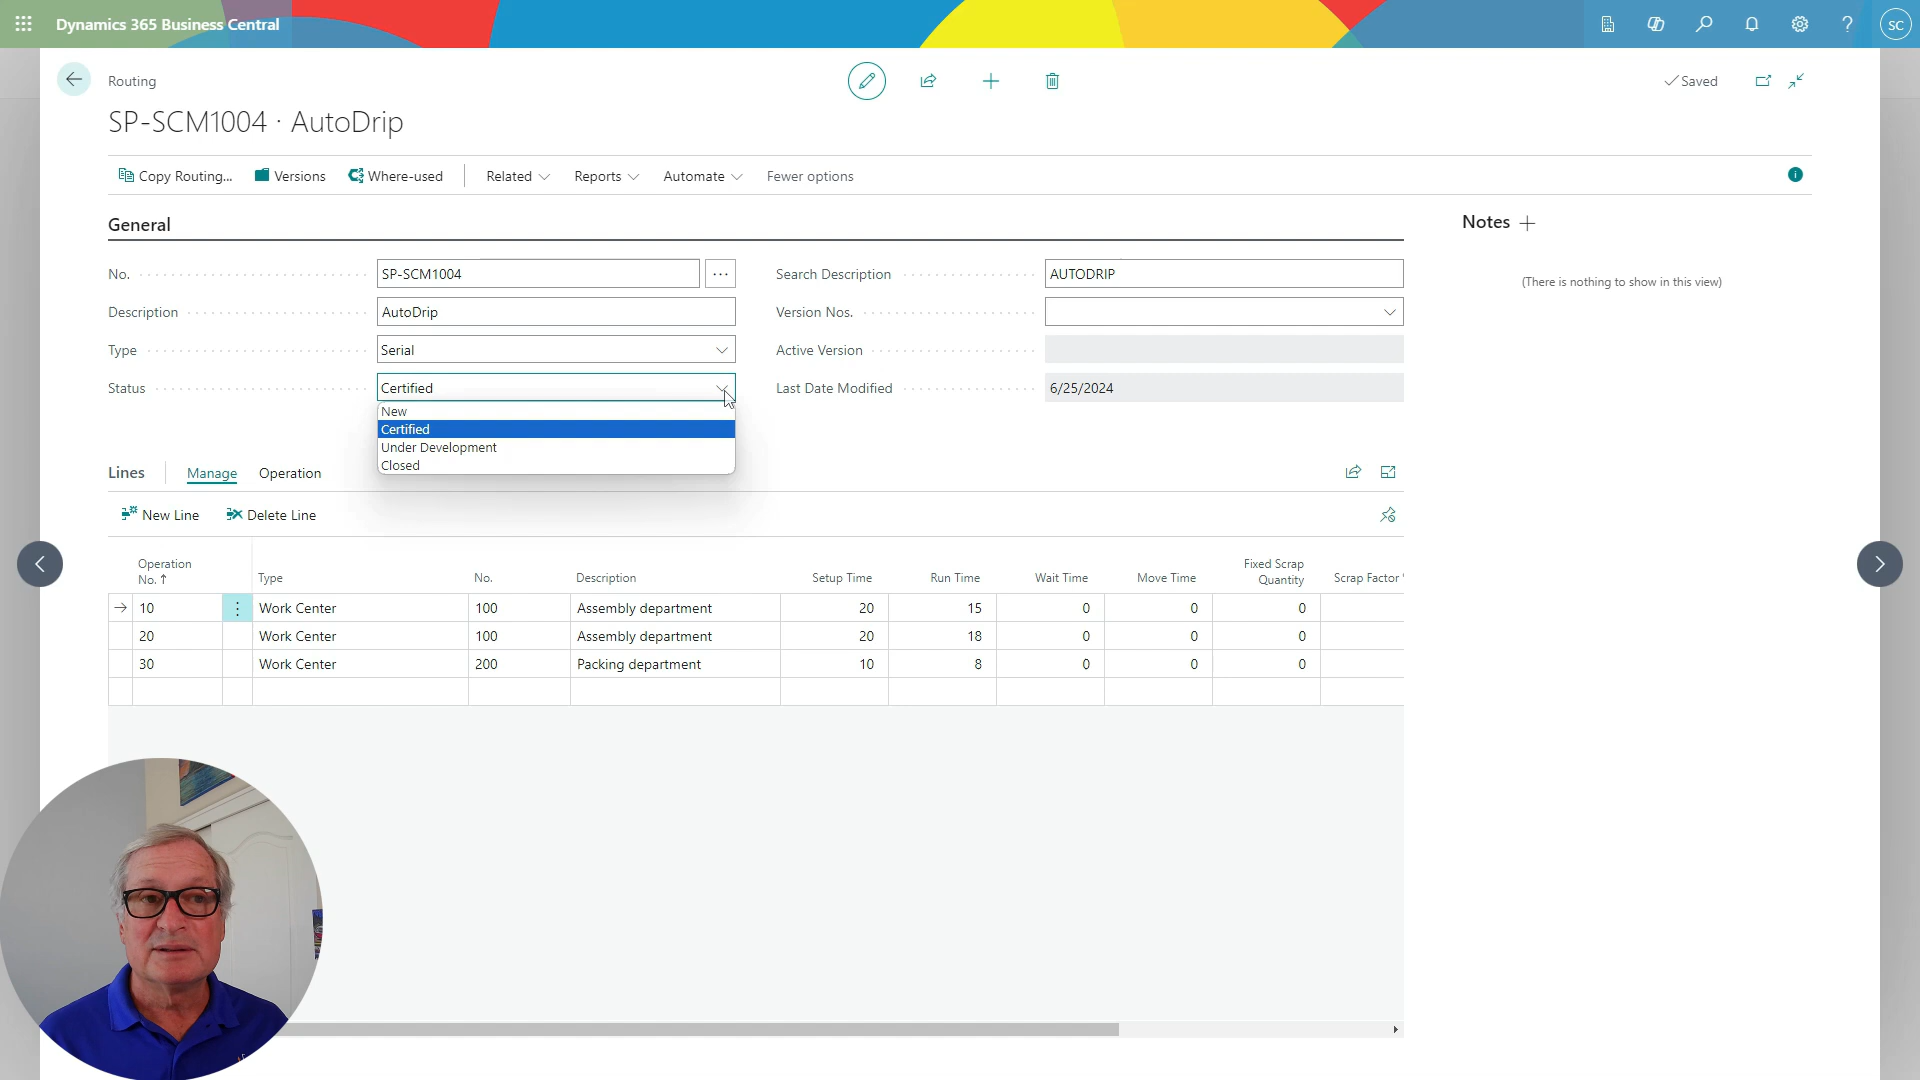 Dynamics 365 Business Central
SC
Routing
Saved
SP-SCM1004 · AutoDrip
Copy Routing...
Versions
Where-used
Related
Reports
Automate
Fewer options
General
Notes
No.
SP-SCM1004
Search Description
AUTODRIP
(There is nothing to show in this view)
Description
AutoDrip
Version Nos.
Type
Serial
Active Version
Status
Certified
Last Date Modified
6/25/2024
New
Certified
Under Development
Closed
Lines
Manage
Operation
New Line
Delete Line
Operation No. ↑
Type
No.
Description
Setup Time
Run Time
Wait Time
Move Time
Fixed Scrap Quantity
Scrap Factor
10 Work Center 100 Assembly department 20 15 0 0 0
20 Work Center 100 Assembly department 20 18 0 0 0
30 Work Center 200 Packing department 10 8 0 0 0